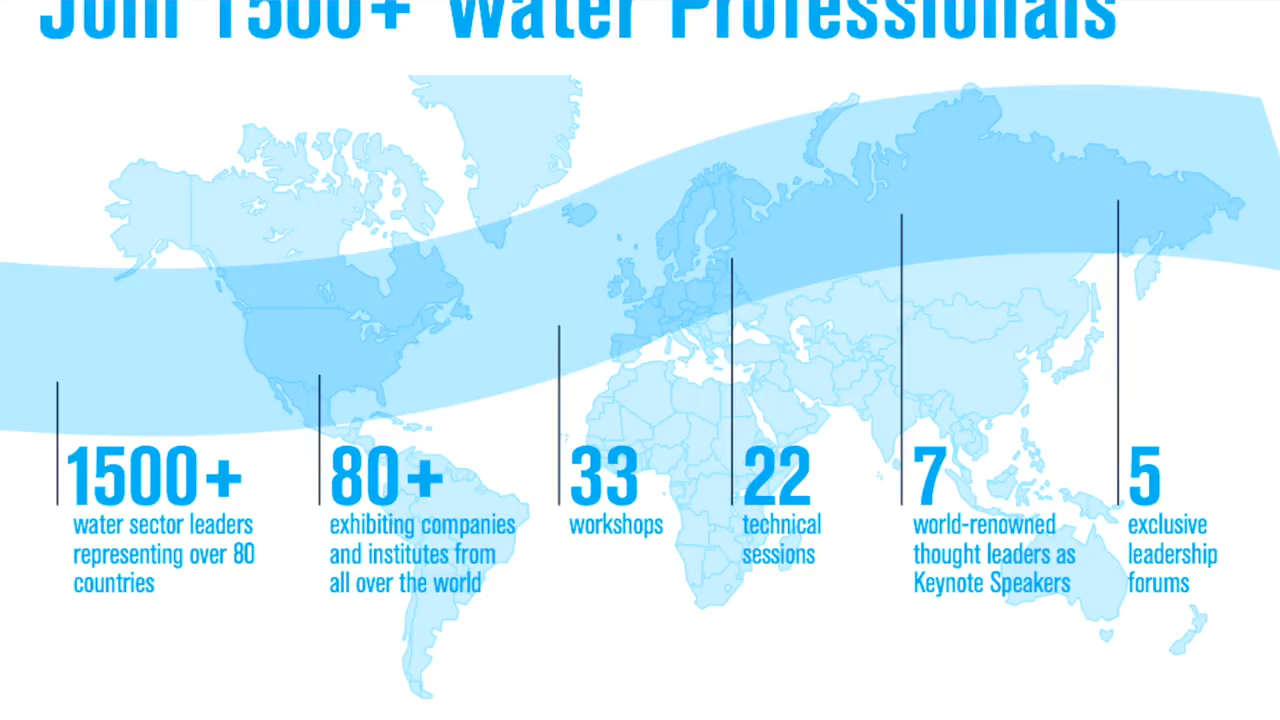 Join 1500+ Water Professionals
1500+
water sector leaders
representing over 80
countries
80+
exhibiting companies
and institutes from
all over the world
33
workshops
22
technical
sessions
7
world-renowned
thought leaders as
Keynote Speakers
5
exclusive
leadership
forums